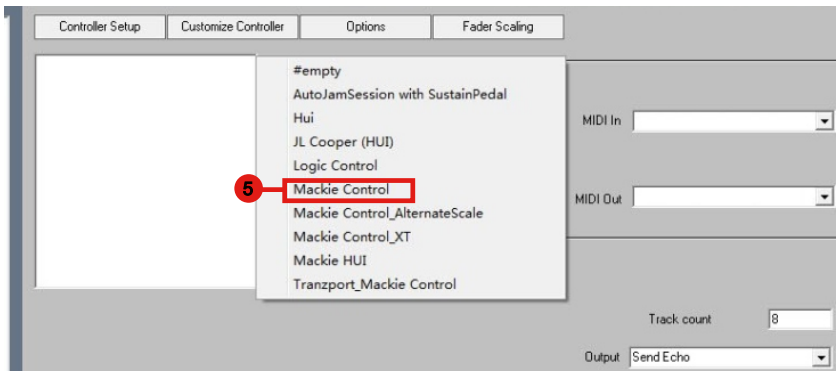 Controller Setup Customize Controller Options Fader Scaling
#empty
AutoJamSession with SustainPedal
Hui
MIDI In
JL Cooper (HUI)
Logic Control
5 Mackie Control
MIDI Out
Mackie Control_AlternateScale
Mackie Control_XT
Mackie HUI
Tranzport_Mackie Control
Track count 8
Output Send Echo